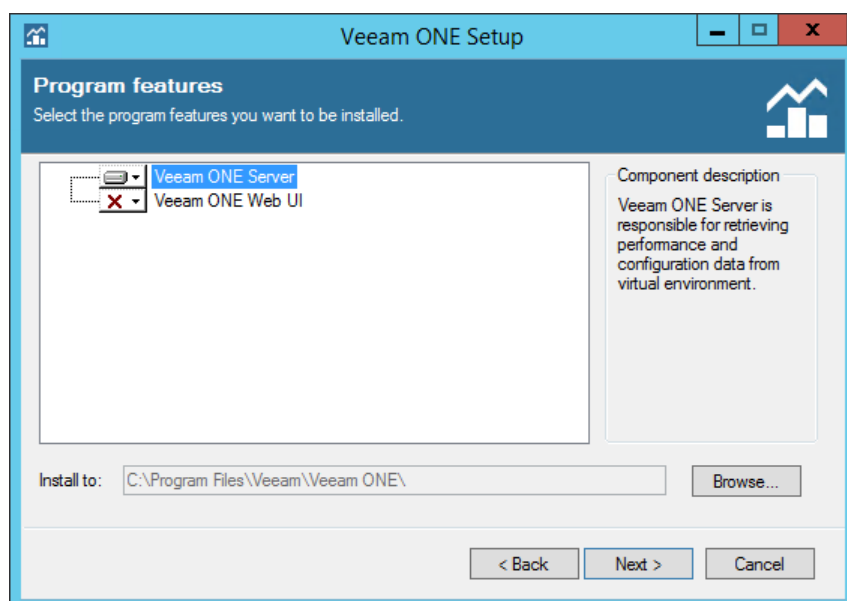 Veeam ONE Setup
Program features
Select the program features you want to be installed.
Veeam ONE Server
Veeam ONE Web UI
Component description
Veeam ONE Server is
responsible for retrieving
performance and
configuration data from
virtual environment.
Install to: C:\Program Files\Veeam\Veeam ONE\ Browse...
< Back Next > Cancel